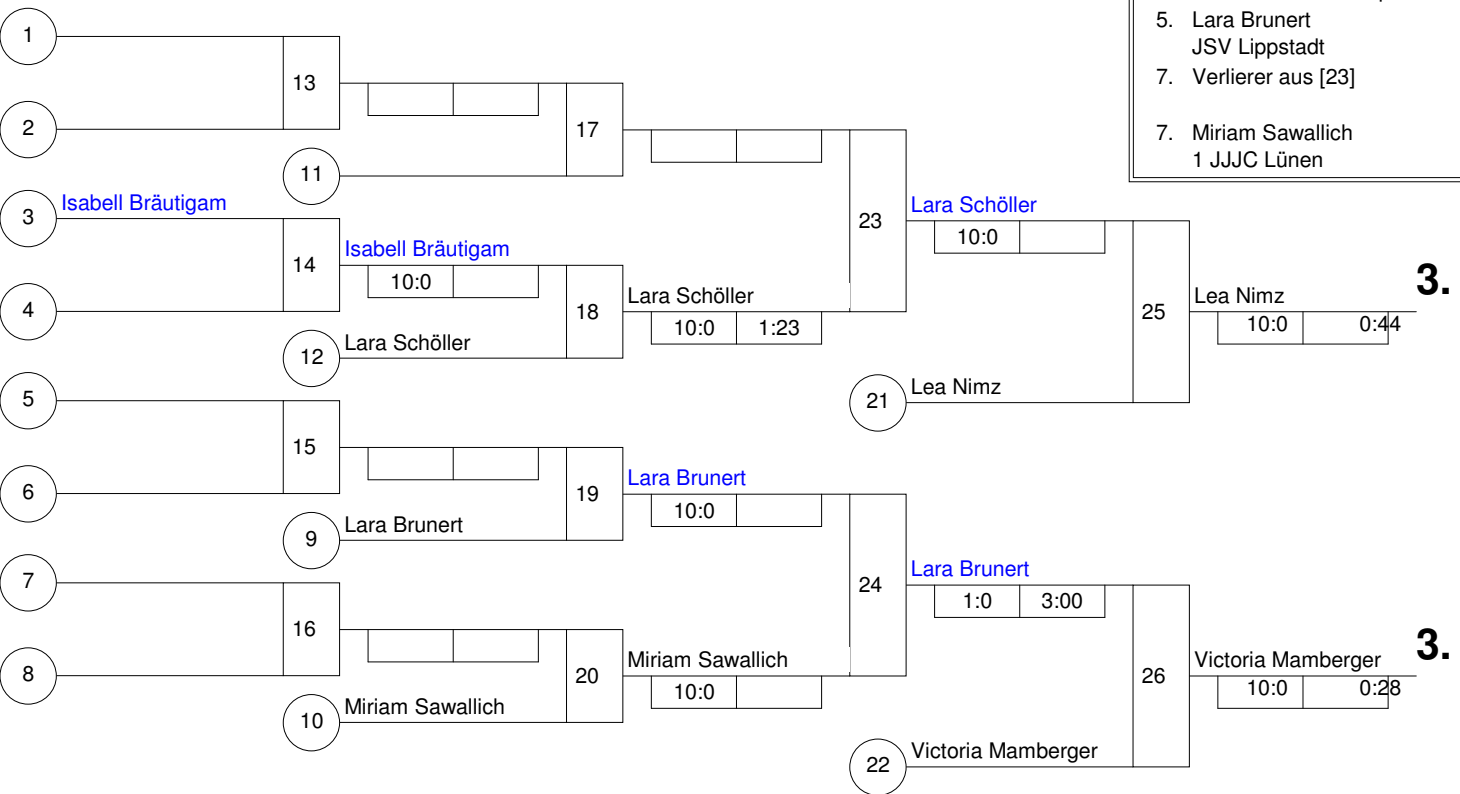 5. Lara Brunert
JSV Lippstadt
7. Verlierer aus [23]
7. Miriam Sawallich
1 JJJC Lünen
1
13
2
17
11
3 Isabell Bräutigam
23
Lara Schöller
10:0
14
Isabell Bräutigam
10:0
4
18
Lara Schöller
10:0 1:23
12 Lara Schöller
25
Lea Nimz
10:0 0:44
3.
5
21 Lea Nimz
15
6
19
Lara Brunert
10:0
9 Lara Brunert
7
24
Lara Brunert
1:0 3:00
16
8
20
Miriam Sawallich
10:0
10 Miriam Sawallich
26
Victoria Mamberger
10:0 0:28
3.
22 Victoria Mamberger